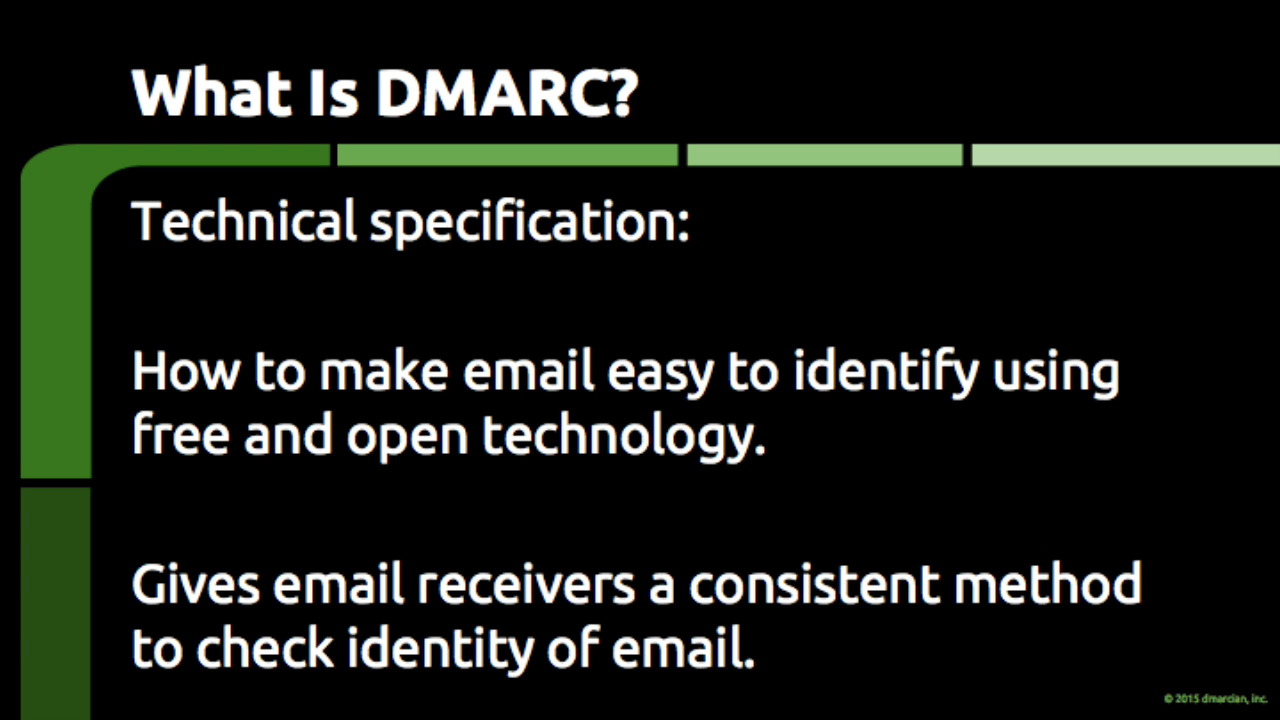 What Is DMARC?
Technical specification:
How to make email easy to identify using
free and open technology.
Gives email receivers a consistent method
to check identity of email.
© 2015 dmarcian, inc.